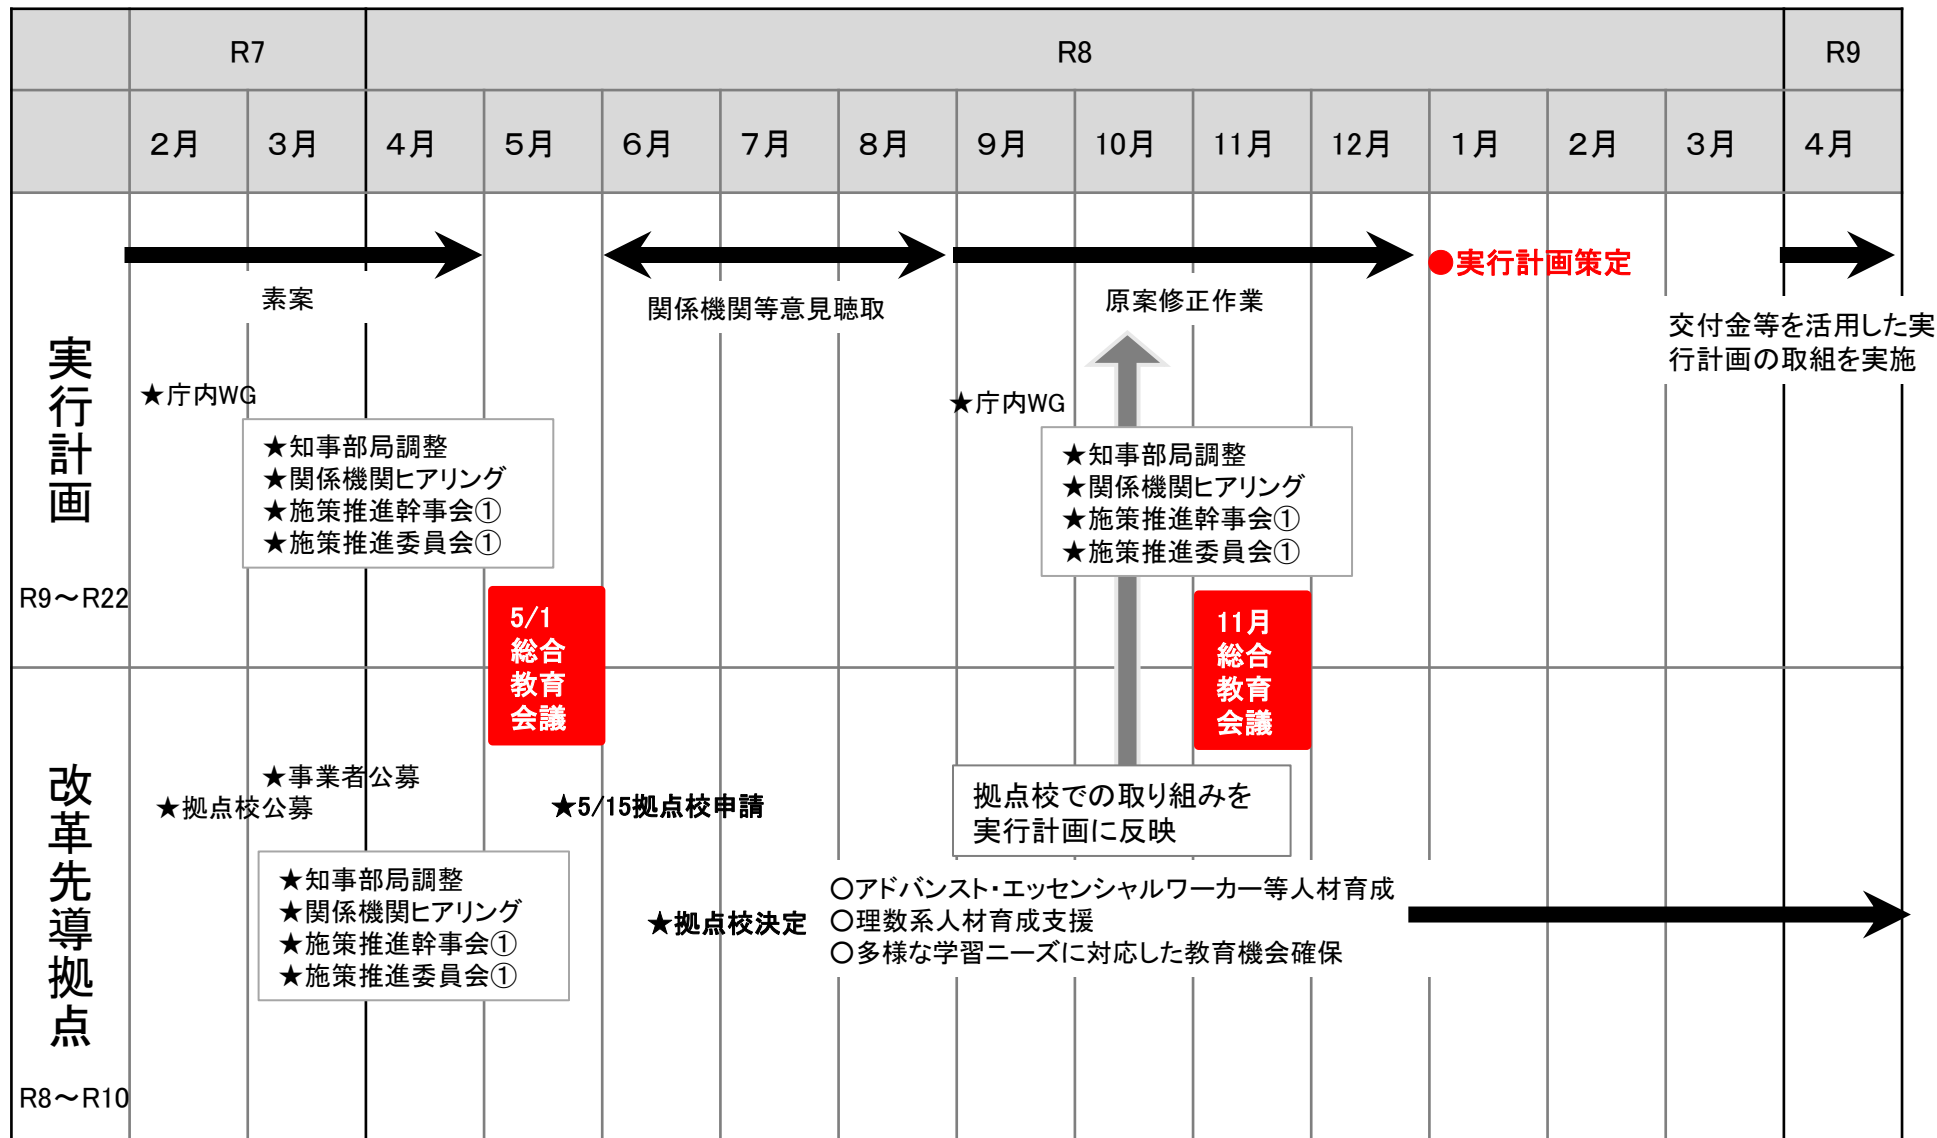 R7
R8
R9
2月
3月
4月
5月
6月
7月
8月
9月
10月
11月
12月
1月
2月
3月
4月
実行計画
R9～R22
素案
関係機関等意見聴取
原案修正作業
●実行計画策定
交付金等を活用した実
行計画の取組を実施
★庁内WG
★知事部局調整
★関係機関ヒアリング
★施策推進幹事会①
★施策推進委員会①
★庁内WG
★知事部局調整
★関係機関ヒアリング
★施策推進幹事会①
★施策推進委員会①
5/1
総合
教育
会議
11月
総合
教育
会議
改革先導拠点
R8～R10
★事業者公募
★拠点校公募
★5/15拠点校申請
拠点校での取り組みを
実行計画に反映
★知事部局調整
★関係機関ヒアリング
★施策推進幹事会①
★施策推進委員会①
★拠点校決定
○アドバンスト・エッセンシャルワーカー等人材育成
○理数系人材育成支援
○多様な学習ニーズに対応した教育機会確保